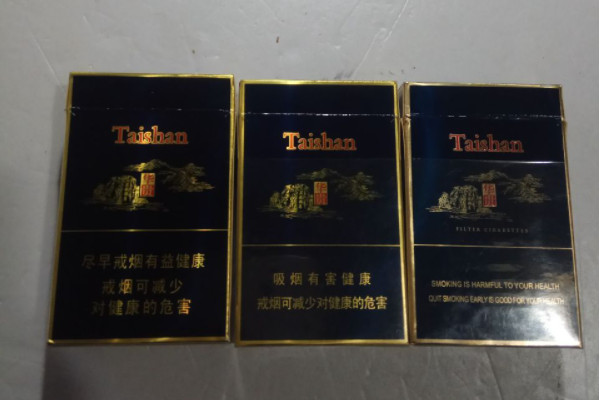 Taishan
尽早戒烟有益健康
戒烟可减少
对健康的危害
Taishan
吸烟有害健康
戒烟可减少对健康的危害
Taishan
FILTER CIGARETTES
SMOKING IS HARMFUL TO YOUR HEALTH
QUIT SMOKING EARLY IS GOOD FOR YOUR HEALTH